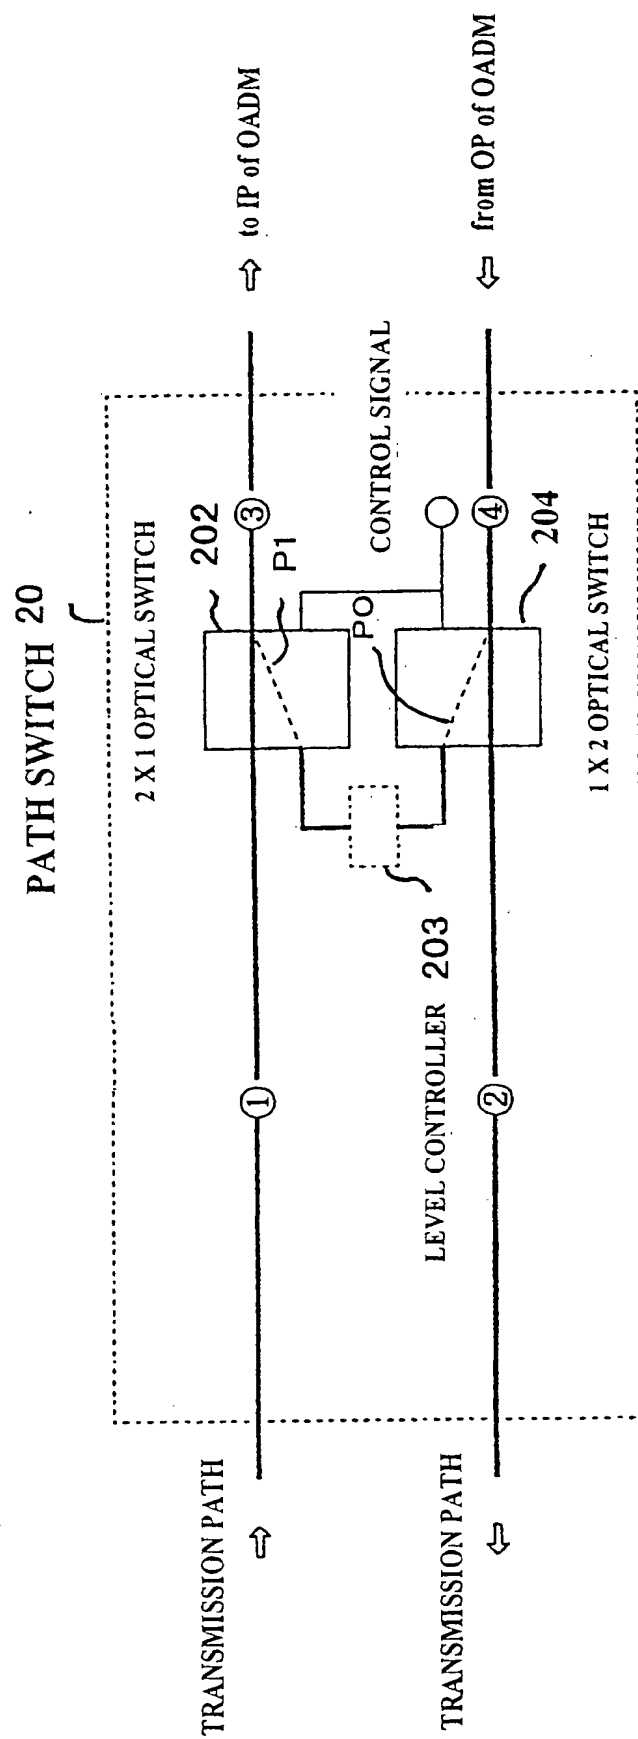 PATH SWITCH 20
2 X 1 OPTICAL SWITCH
202
TRANSMISSION PATH
⇨
①
③
⇨ to IP of OADM
P1
CONTROL SIGNAL
P0
LEVEL CONTROLLER 203
TRANSMISSION PATH
⇦
②
④
⇦ from OP of OADM
204
1 X 2 OPTICAL SWITCH